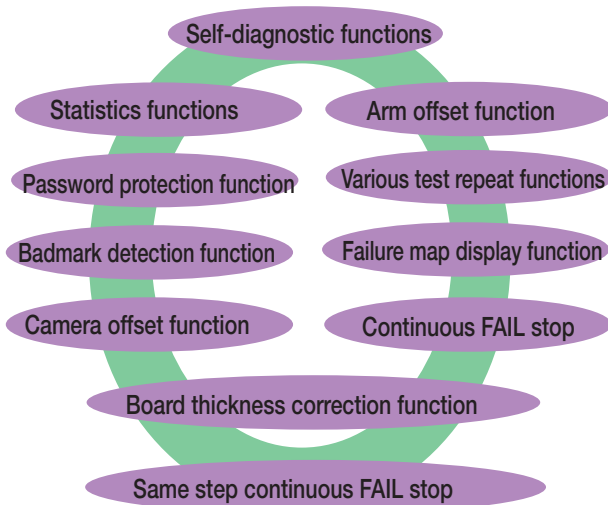 Self-diagnostic functions
Statistics functions
Arm offset function
Password protection function
Various test repeat functions
Badmark detection function
Failure map display function
Camera offset function
Continuous FAIL stop
Board thickness correction function
Same step continuous FAIL stop